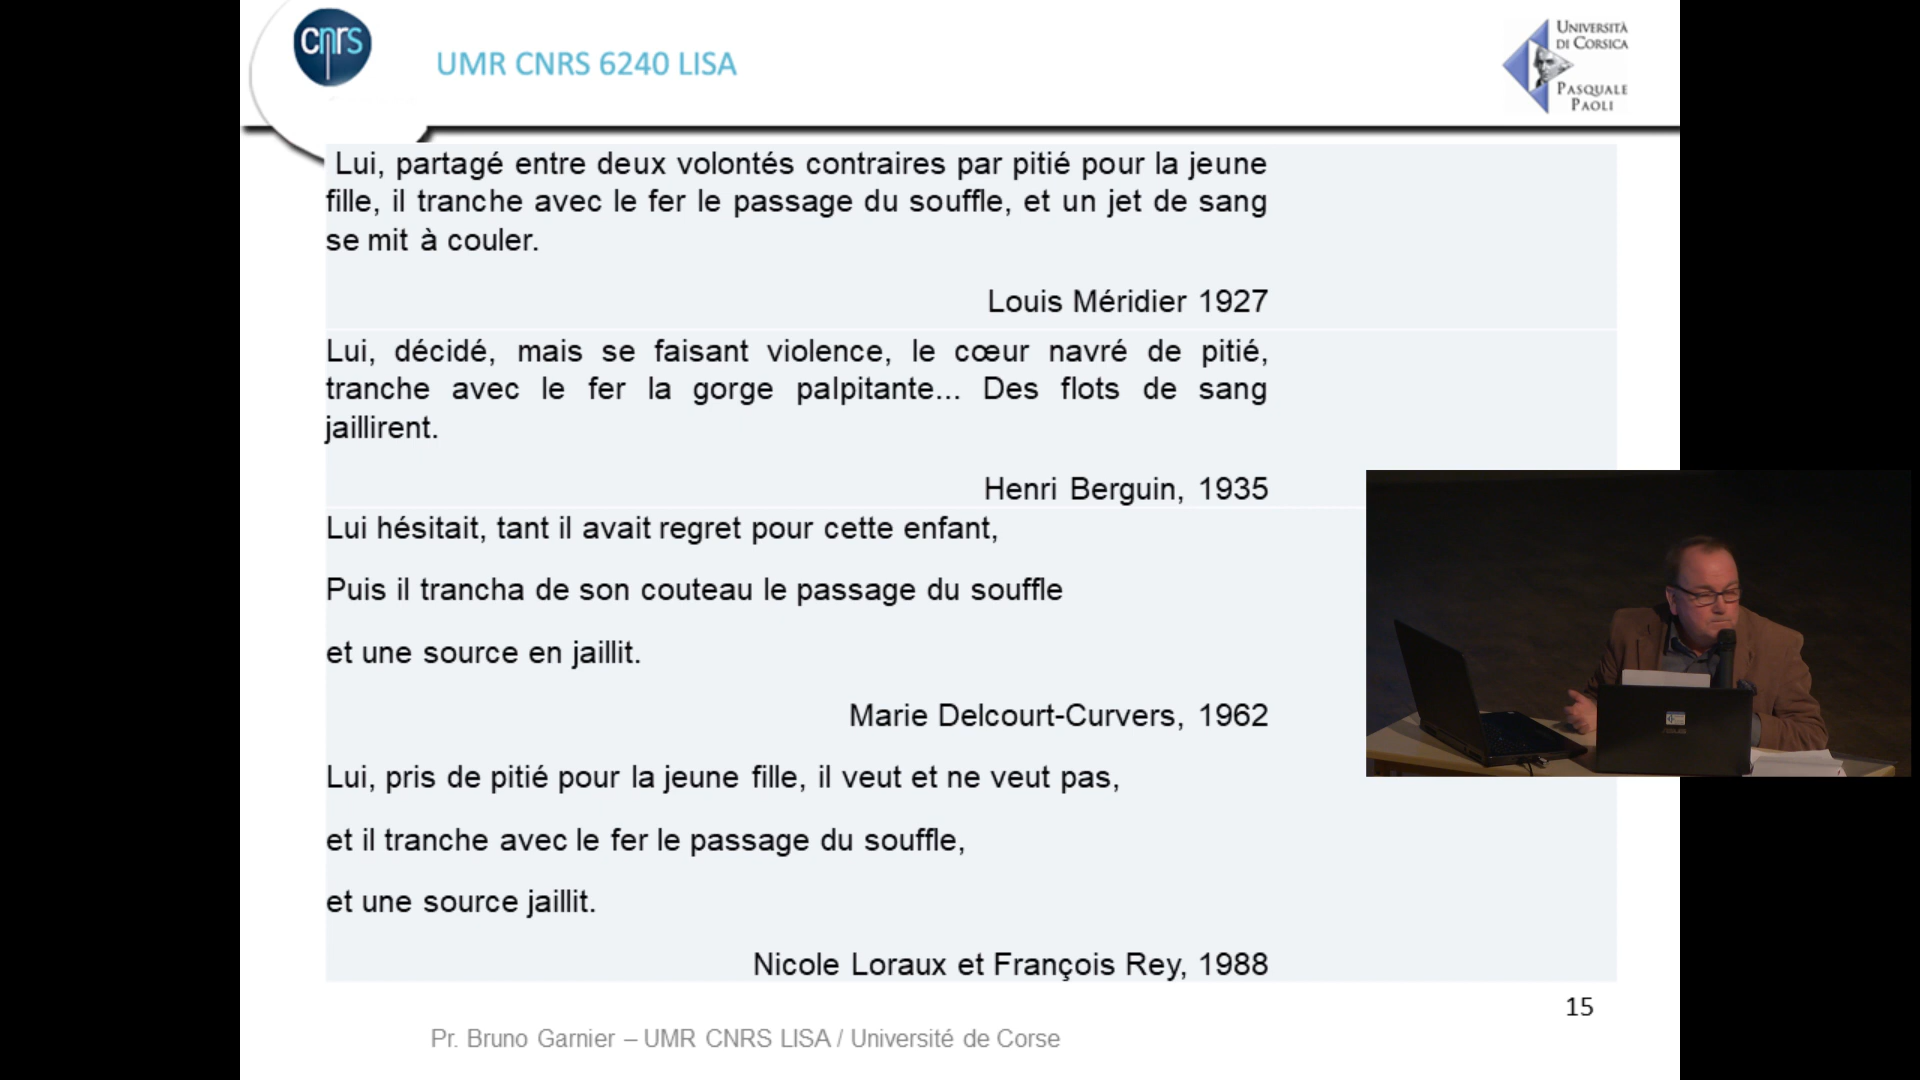 cnrs
UMR CNRS 6240 LISA
UNIVERSITÀ
DI CORSICA
PASQUALE
PAOLI
Lui, partagé entre deux volontés contraires par pitié pour la jeune
fille, il tranche avec le fer le passage du souffle, et un jet de sang
se mit à couler.
Louis Méridier 1927
Lui, décidé, mais se faisant violence, le cœur navré de pitié,
tranche avec le fer la gorge palpitante... Des flots de sang
jaillirent.
Henri Berguin, 1935
Lui hésitait, tant il avait regret pour cette enfant,
Puis il trancha de son couteau le passage du souffle
et une source en jaillit.
Marie Delcourt-Curvers, 1962
Lui, pris de pitié pour la jeune fille, il veut et ne veut pas,
et il tranche avec le fer le passage du souffle,
et une source jaillit.
Nicole Loraux et François Rey, 1988
15
Pr. Bruno Garnier – UMR CNRS LISA / Université de Corse